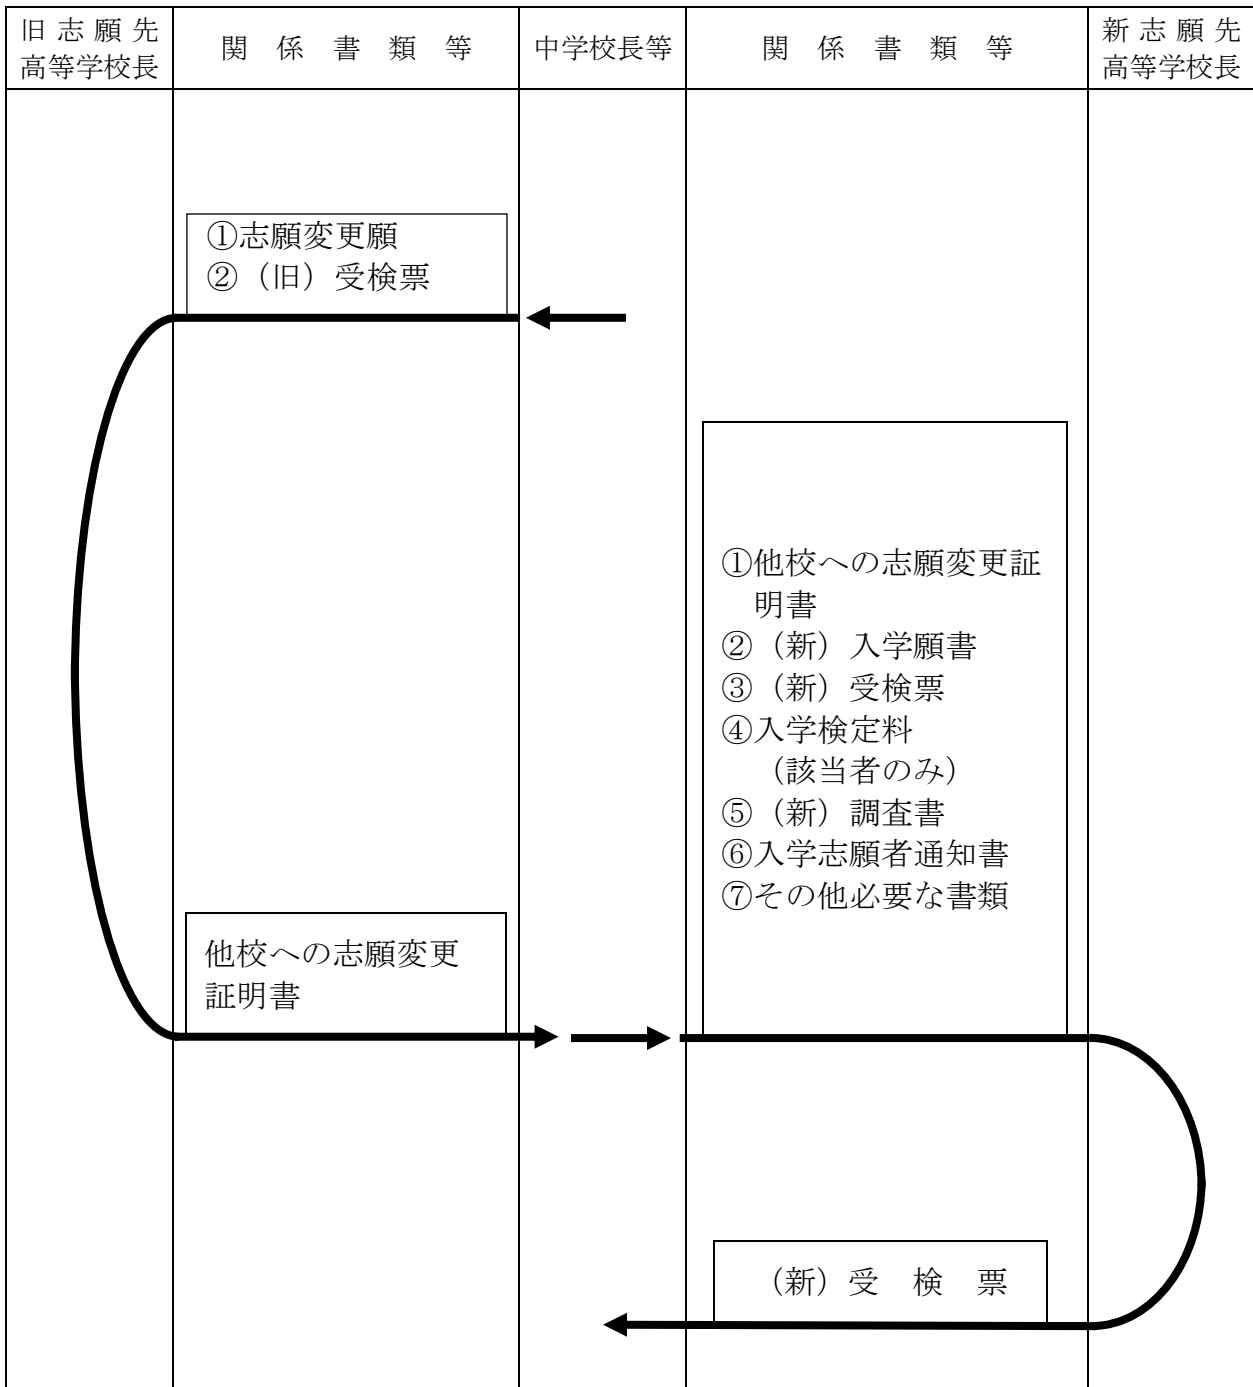 旧志願先
高等学校長
関係書類等
中学校長等
関係書類等
新志願先
高等学校長
①志願変更願
②（旧）受検票
①他校への志願変更証
明書
②（新）入学願書
③（新）受検票
④入学検定料
（該当者のみ）
⑤（新）調査書
⑥入学志願者通知書
⑦その他必要な書類
他校への志願変更
証明書
（新）受検票